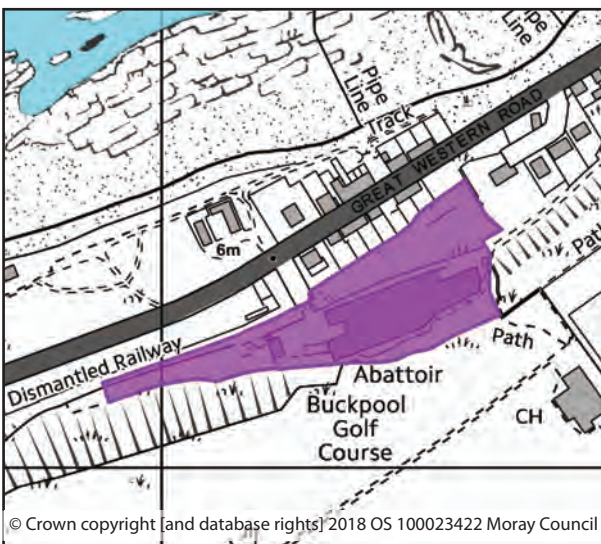 Pipe
Line
Pipe
Line
Track
GREAT WESTERN ROAD
6m
Path
Dismantled Railway
Path
Abattoir
Buckpool
Golf
Course
CH
© Crown copyright [and database rights] 2018 OS 100023422 Moray Council